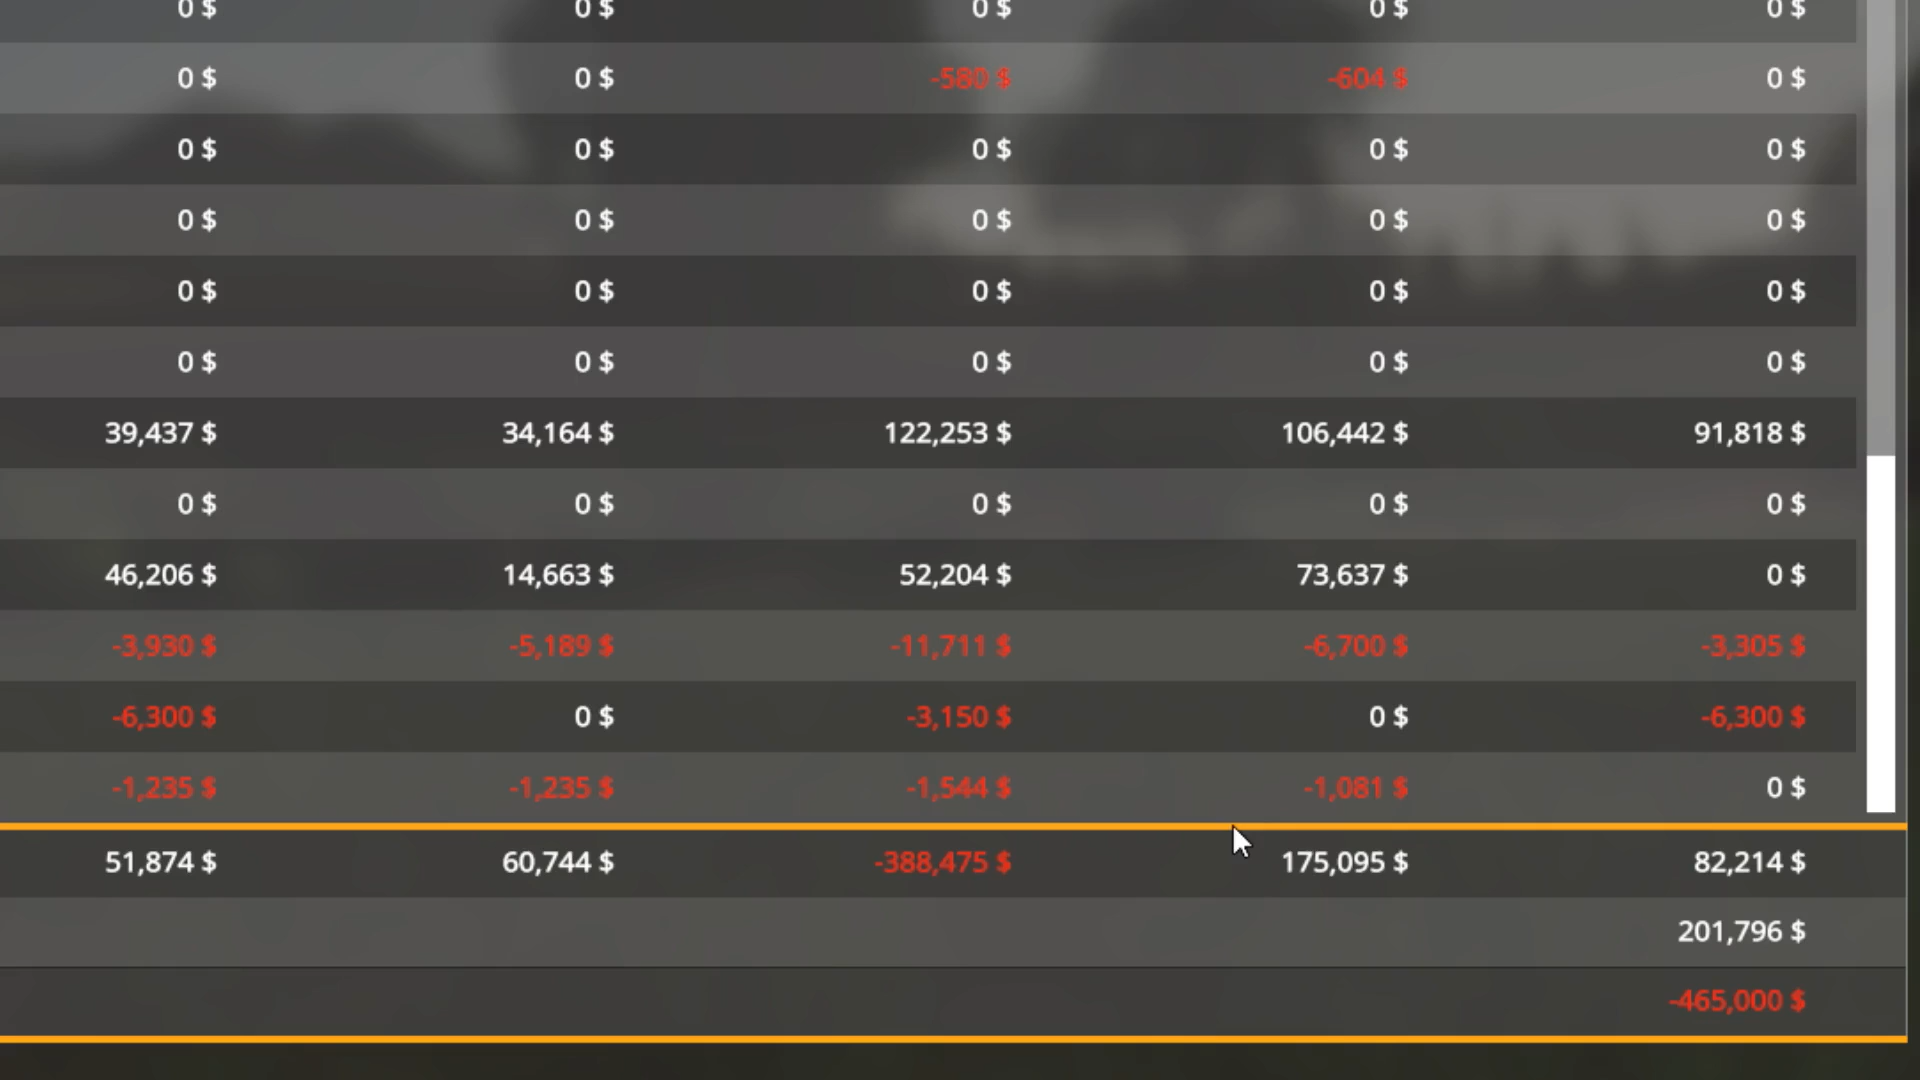 0 $ 0 $ 0 $ 0 $ 0 $
0 $ 0 $ -580 $ -604 $ 0 $
0 $ 0 $ 0 $ 0 $ 0 $
0 $ 0 $ 0 $ 0 $ 0 $
0 $ 0 $ 0 $ 0 $ 0 $
0 $ 0 $ 0 $ 0 $ 0 $
39,437 $ 34,164 $ 122,253 $ 106,442 $ 91,818 $
0 $ 0 $ 0 $ 0 $ 0 $
46,206 $ 14,663 $ 52,204 $ 73,637 $ 0 $
-3,930 $ -5,189 $ -11,711 $ -6,700 $ -3,305 $
-6,300 $ 0 $ -3,150 $ 0 $ -6,300 $
-1,235 $ -1,235 $ -1,544 $ -1,081 $ 0 $
51,874 $ 60,744 $ -388,475 $ 175,095 $ 82,214 $
201,796 $
-465,000 $